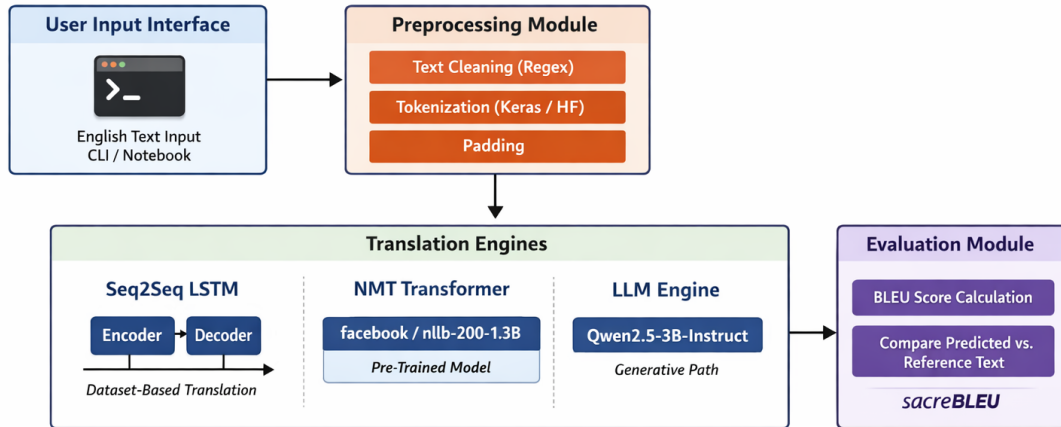 User Input Interface
>_
English Text Input
CLI / Notebook
Preprocessing Module
Text Cleaning (Regex)
Tokenization (Keras / HF)
Padding
Translation Engines
Seq2Seq LSTM
Encoder
Decoder
Dataset-Based Translation
NMT Transformer
facebook / nllb-200-1.3B
Pre-Trained Model
LLM Engine
Qwen2.5-3B-Instruct
Generative Path
Evaluation Module
BLEU Score Calculation
Compare Predicted vs.
Reference Text
sacreBLEU